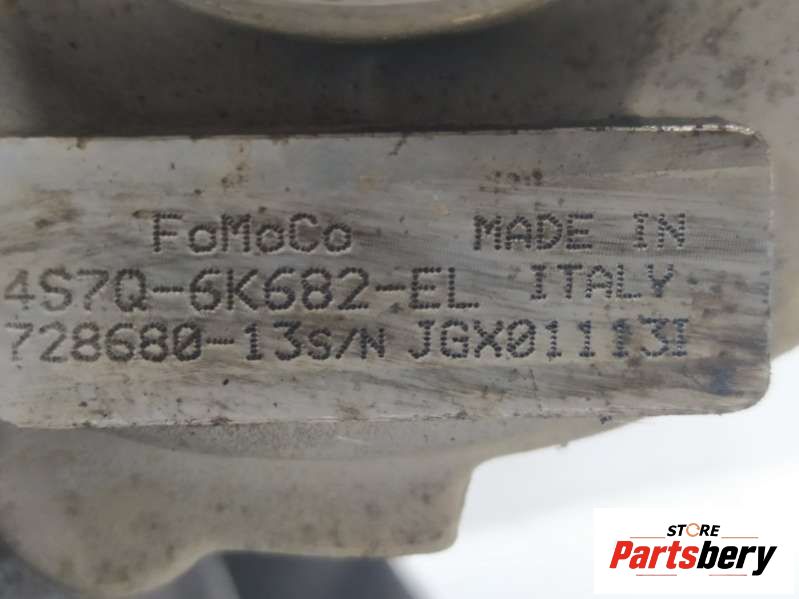 FoMoCo MADE IN
4S7Q-6K682-EL ITALY
728680-13S/N JGX01113I
STORE
Partsbery